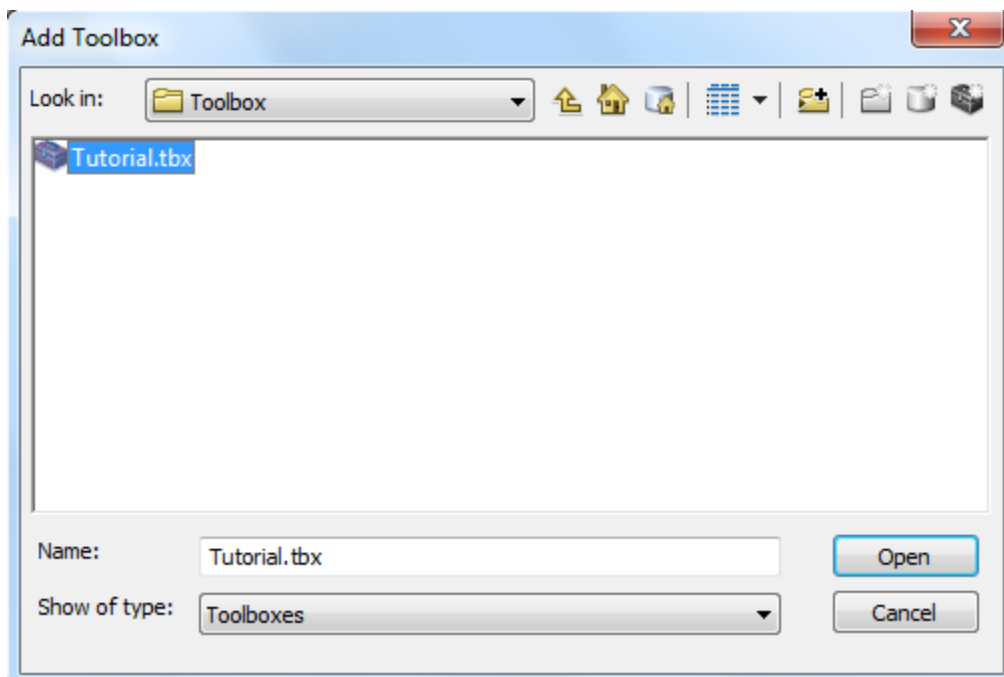 Add Toolbox
Look in: Toolbox
Tutorial.tbx
Name: Tutorial.tbx Open
Show of type: Toolboxes Cancel